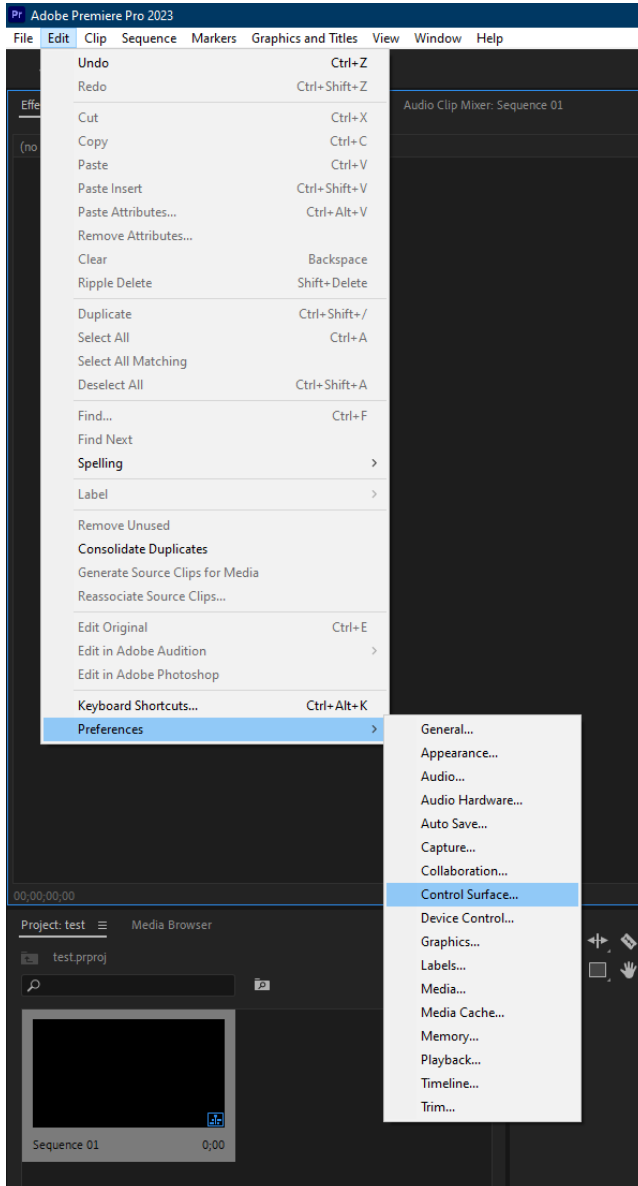 Pr Adobe Premiere Pro 2023
File Edit Clip Sequence Markers Graphics and Titles View Window Help
Undo Ctrl+Z
Redo Ctrl+Shift+Z
Effe
Audio Clip Mixer: Sequence 01
Cut Ctrl+X
Copy Ctrl+C
(no
Paste Ctrl+V
Paste Insert Ctrl+Shift+V
Paste Attributes... Ctrl+Alt+V
Remove Attributes...
Clear Backspace
Ripple Delete Shift+Delete
Duplicate Ctrl+Shift+/
Select All Ctrl+A
Select All Matching
Deselect All Ctrl+Shift+A
Find... Ctrl+F
Find Next
Spelling
Label
Remove Unused
Consolidate Duplicates
Generate Source Clips for Media
Reassociate Source Clips...
Edit Original Ctrl+E
Edit in Adobe Audition
Edit in Adobe Photoshop
Keyboard Shortcuts... Ctrl+Alt+K
Preferences
General...
Appearance...
Audio...
Audio Hardware...
Auto Save...
Capture...
Collaboration...
Control Surface...
Device Control...
Graphics...
Labels...
Media...
Media Cache...
Memory...
Playback...
Timeline...
Trim...
00;00;00;00
Project: test Media Browser
test.prproj
Sequence 01 0;00